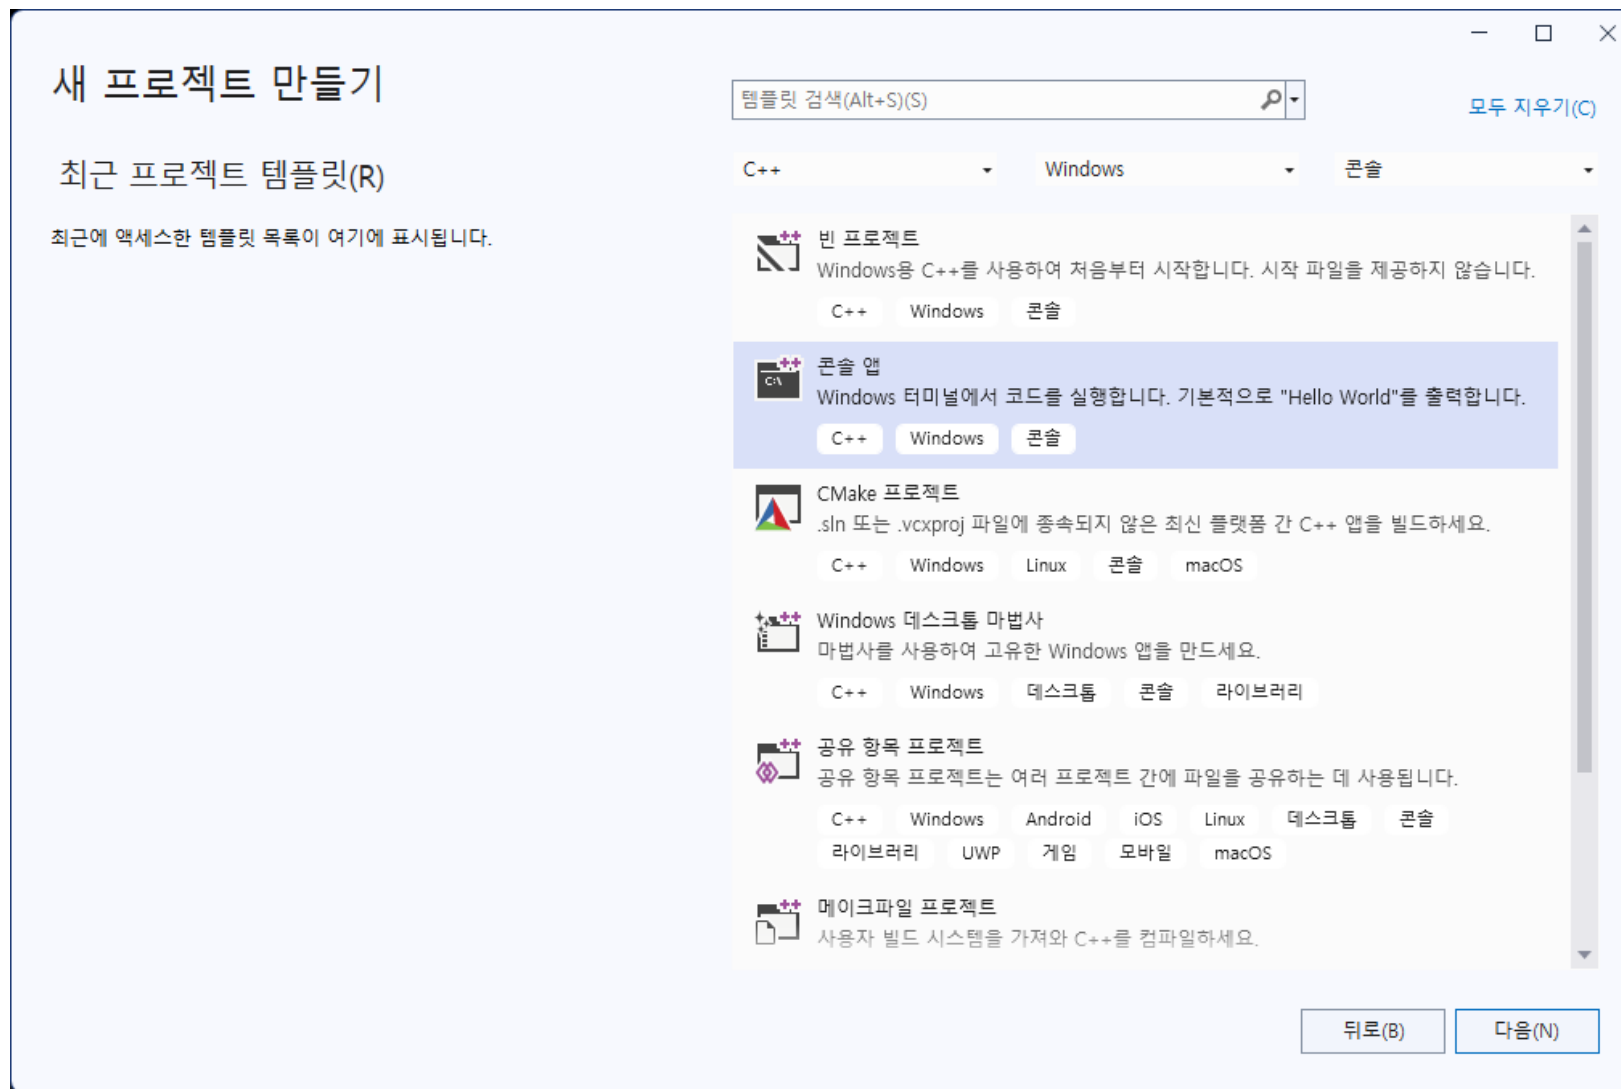 새 프로젝트 만들기
템플릿 검색(Alt+S)(S)
모두 지우기(C)
최근 프로젝트 템플릿(R)
최근에 액세스한 템플릿 목록이 여기에 표시됩니다.
C++ Windows 콘솔
빈 프로젝트
Windows용 C++를 사용하여 처음부터 시작합니다. 시작 파일을 제공하지 않습니다.
C++ Windows 콘솔
C:\
콘솔 앱
Windows 터미널에서 코드를 실행합니다. 기본적으로 "Hello World"를 출력합니다.
C++ Windows 콘솔
CMake 프로젝트
.sln 또는 .vcxproj 파일에 종속되지 않은 최신 플랫폼 간 C++ 앱을 빌드하세요.
C++ Windows Linux 콘솔 macOS
Windows 데스크톱 마법사
마법사를 사용하여 고유한 Windows 앱을 만드세요.
C++ Windows 데스크톱 콘솔 라이브러리
공유 항목 프로젝트
공유 항목 프로젝트는 여러 프로젝트 간에 파일을 공유하는 데 사용됩니다.
C++ Windows Android iOS Linux 데스크톱 콘솔
라이브러리 UWP 게임 모바일 macOS
메이크파일 프로젝트
사용자 빌드 시스템을 가져와 C++를 컴파일하세요.
뒤로(B)
다음(N)